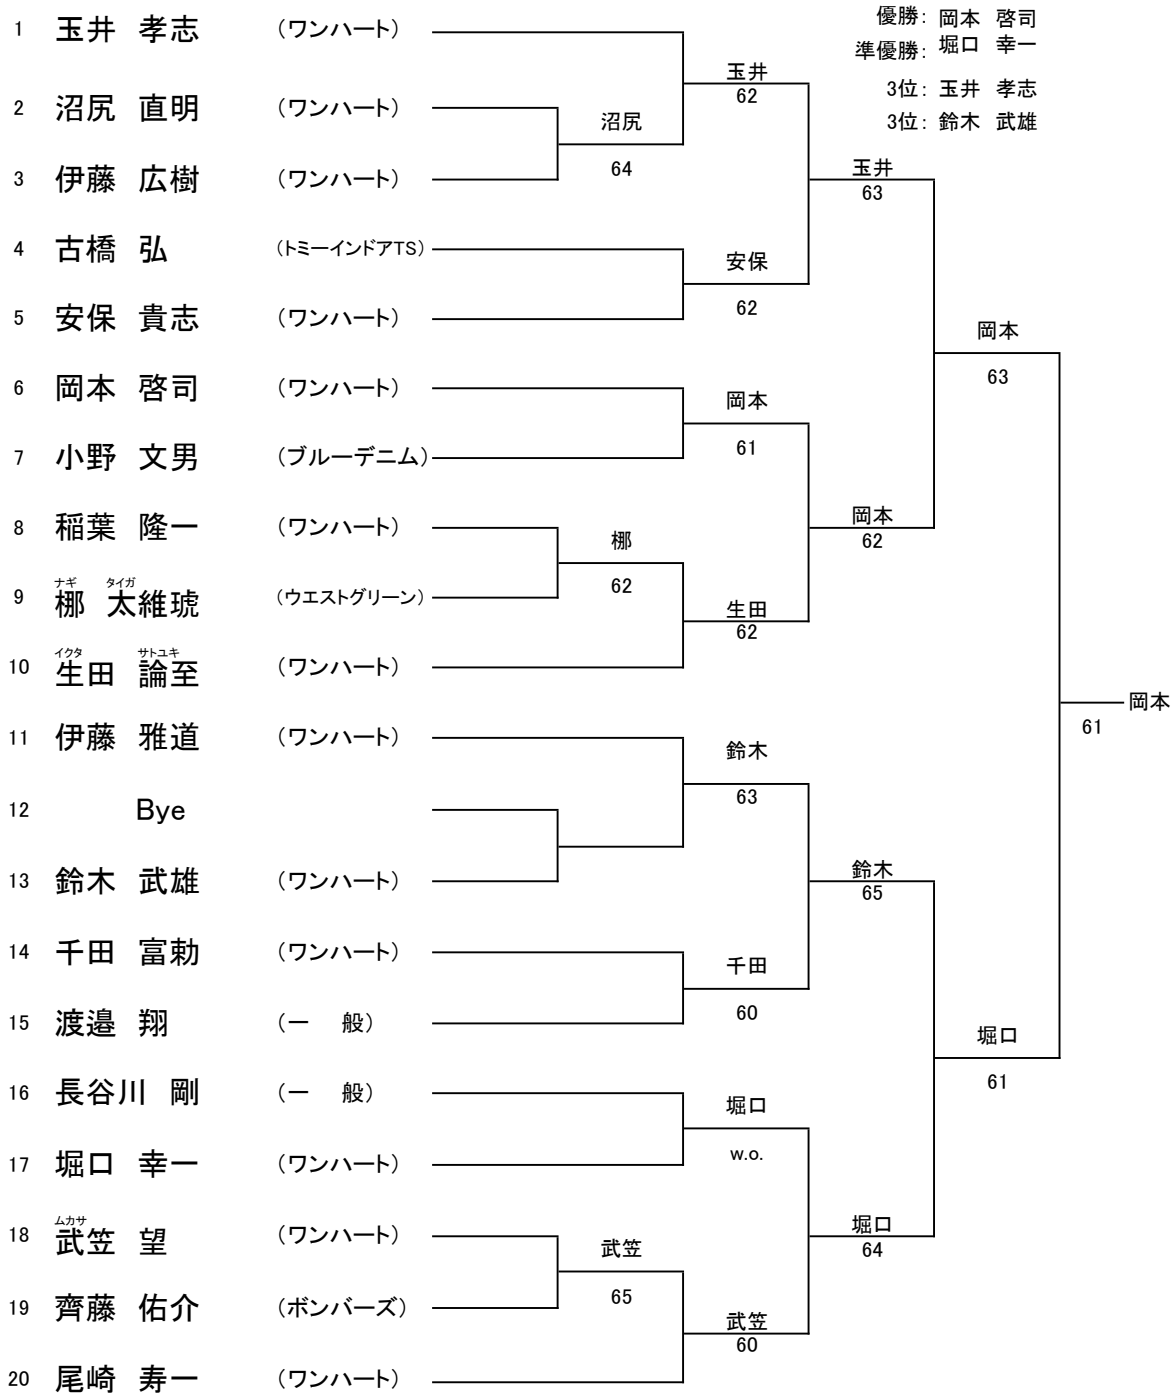 優勝： 岡本 啓司
準優勝： 堀口 幸一
3位： 玉井 孝志
3位： 鈴木 武雄
1 玉井 孝志 （ワンハート）
2 沼尻 直明 （ワンハート）
3 伊藤 広樹 （ワンハート）
4 古橋 弘 （トミーインドアTS）
5 安保 貴志 （ワンハート）
6 岡本 啓司 （ワンハート）
7 小野 文男 （ブルーデニム）
8 稲葉 隆一 （ワンハート）
ナギ タイガ
9 梛 太維琥 （ウエストグリーン）
イクタ サトユキ
10 生田 論至 （ワンハート）
11 伊藤 雅道 （ワンハート）
12 Bye
13 鈴木 武雄 （ワンハート）
14 千田 富勅 （ワンハート）
15 渡邉 翔 （一 般）
16 長谷川 剛 （一 般）
17 堀口 幸一 （ワンハート）
ムカサ
18 武笠 望 （ワンハート）
19 齊藤 佑介 （ボンバーズ）
20 尾崎 寿一 （ワンハート）
沼尻
64
梛
62
武笠
65
玉井
62
安保
62
岡本
61
生田
62
鈴木
63
千田
60
堀口
w.o.
武笠
60
玉井
63
岡本
62
鈴木
65
堀口
64
岡本
63
堀口
61
岡本
61